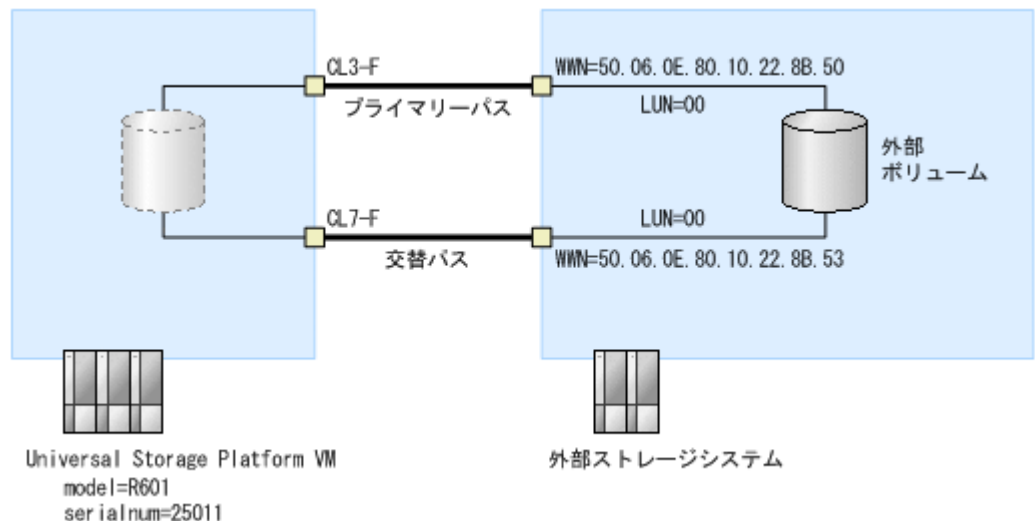 CL3-F
WWN=50.06.0E.80.10.22.8B.50
プライマリーパス
LUN=00
外部
ボリューム
CL7-F
LUN=00
交替パス
WWN=50.06.0E.80.10.22.8B.53
Universal Storage Platform VM
model=R601
serialnum=25011
外部ストレージシステム